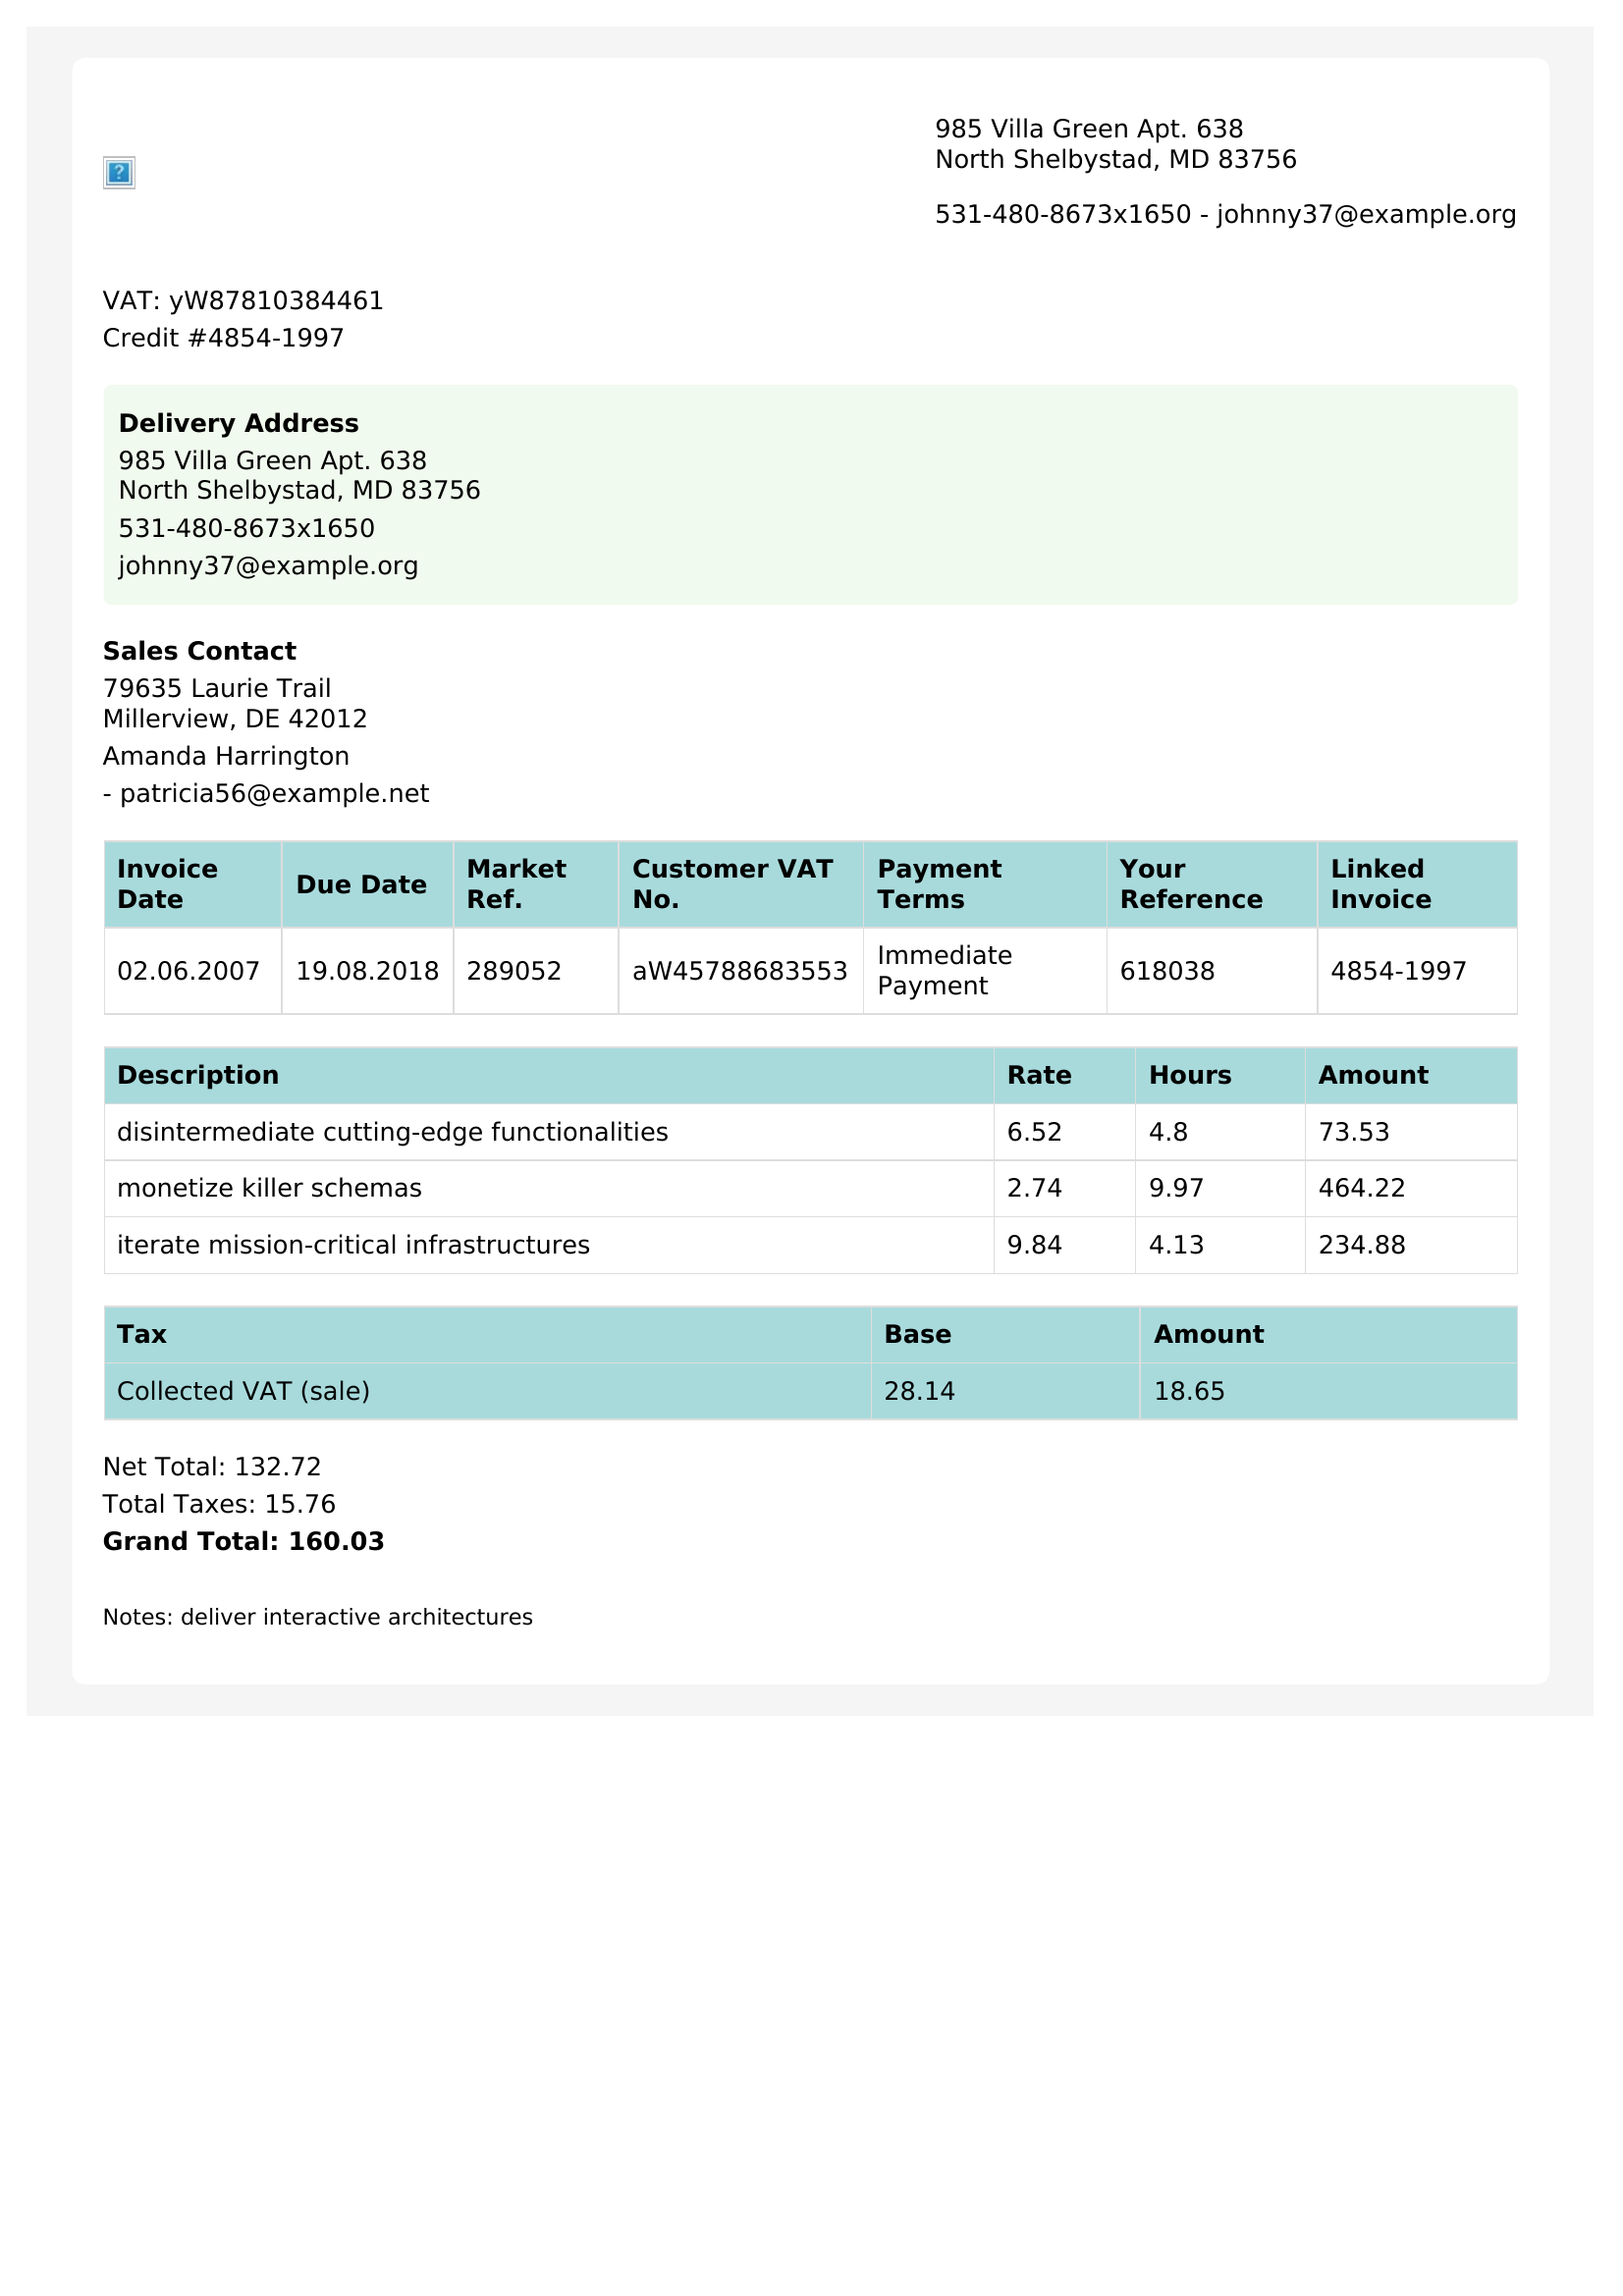 985 Villa Green Apt. 638
North Shelbystad, MD 83756
531-480-8673x1650 - johnny37@example.org
VAT: yW87810384461
Credit #4854-1997
Delivery Address
985 Villa Green Apt. 638
North Shelbystad, MD 83756
531-480-8673x1650
johnny37@example.org
Sales Contact
79635 Laurie Trail
Millerview, DE 42012
Amanda Harrington
- patricia56@example.net
Invoice Date Due Date Market Ref. Customer VAT No. Payment Terms Your Reference Linked Invoice
02.06.2007 19.08.2018 289052 aW45788683553 Immediate Payment 618038 4854-1997
Description Rate Hours Amount
disintermediate cutting-edge functionalities 6.52 4.8 73.53
monetize killer schemas 2.74 9.97 464.22
iterate mission-critical infrastructures 9.84 4.13 234.88
Tax Base Amount
Collected VAT (sale) 28.14 18.65
Net Total: 132.72
Total Taxes: 15.76
Grand Total: 160.03
Notes: deliver interactive architectures